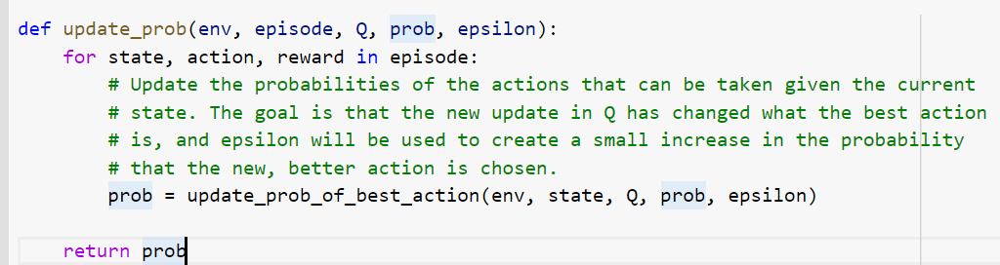 def update_prob(env, episode, Q, prob, epsilon):
    for state, action, reward in episode:
        # Update the probabilities of the actions that can be taken given the current
        # state. The goal is that the new update in Q has changed what the best action
        # is, and epsilon will be used to create a small increase in the probability
        # that the new, better action is chosen.
        prob = update_prob_of_best_action(env, state, Q, prob, epsilon)
    return prob